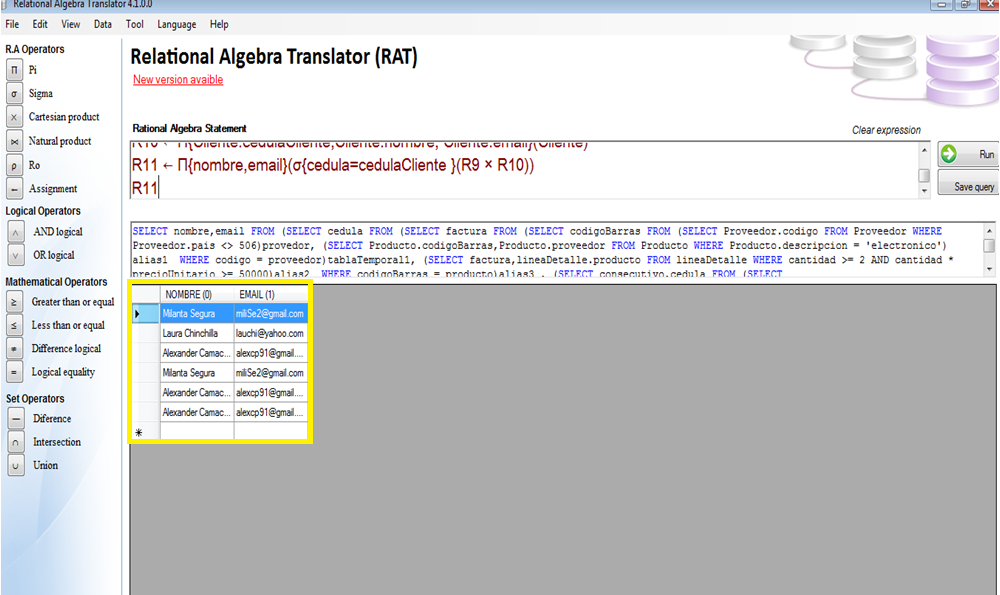 Relational Algebra Translator 4.1.0.0
File Edit View Data Tool Language Help
R.A Operators
Π Pi
σ Sigma
× Cartesian product
⋈ Natural product
ρ Ro
← Assignment
Logical Operators
∧ AND logical
∨ OR logical
Mathematical Operators
≥ Greater than or equal
≤ Less than or equal
≠ Difference logical
= Logical equality
Set Operators
— Diference
∩ Intersection
∪ Union
Relational Algebra Translator (RAT)
New version avaible
Rational Algebra Statement
Clear expression
R10 ← Π{Cliente.cedulaCliente,Cliente.nombre, Cliente.email}(Cliente)
R11 ← Π{nombre,email}(σ{cedula=cedulaCliente }(R9 × R10))
R11
Run
Save query
SELECT nombre,email FROM (SELECT cedula FROM (SELECT factura FROM (SELECT codigoBarras FROM (SELECT Proveedor.codigo FROM Proveedor WHERE
Proveedor.pais <> 506)provedor, (SELECT Producto.codigoBarras,Producto.proveedor FROM Producto WHERE Producto.descripcion = 'electronico')
alias1 WHERE codigo = proveedor)tablaTemporal1, (SELECT factura,lineaDetalle.producto FROM lineaDetalle WHERE cantidad >= 2 AND cantidad *
precioUnitario >= 50000)alias2 WHERE codigoBarras = producto)alias3 , (SELECT consecutivo,cedula FROM (SELECT
NOMBRE (0) EMAIL (1)
Milanta Segura miliSe2@gmail.com
Laura Chinchilla lauchi@yahoo.com
Alexander Camac... alexcp91@gmail....
Milanta Segura miliSe2@gmail.com
Alexander Camac... alexcp91@gmail....
Alexander Camac... alexcp91@gmail....